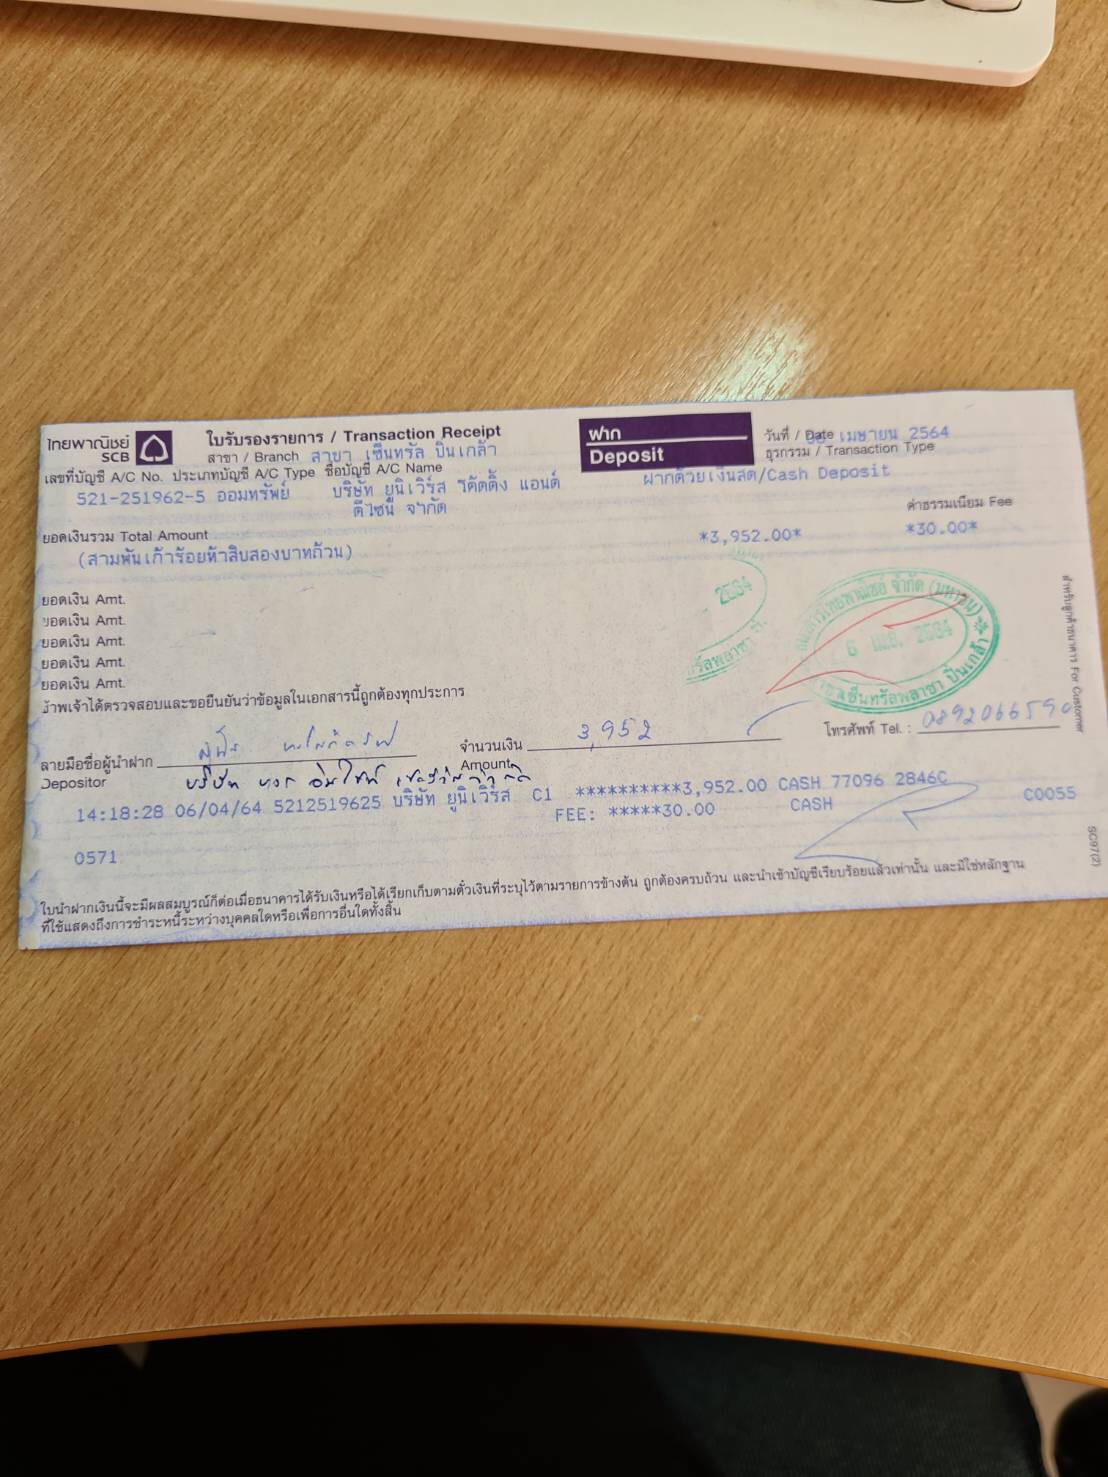 ไทยพาณิชย์
SCB
ใบรับรองรายการ / Transaction Receipt
สาขา / Branch สาขา เซ็นทรัล ปิ่นเกล้า
ฝาก
Deposit
วันที่ / Date เมษายน 2564
ธุรกรรม / Transaction Type
ฝากด้วยเงินสด/Cash Deposit
เลขที่บัญชี A/C No. ประเภทบัญชี A/C Type ชื่อบัญชี A/C Name
521-251962-5 ออมทรัพย์ บริษัท ยูนิเวิร์ส โค้ดดิ้ง แอนด์
ดีไซน์ จำกัด
ค่าธรรมเนียม Fee
ยอดเงินรวม Total Amount *3,952.00* *30.00*
(สามพันเก้าร้อยห้าสิบสองบาทถ้วน)
ยอดเงิน Amt.
ยอดเงิน Amt.
ยอดเงิน Amt.
ยอดเงิน Amt.
ยอดเงิน Amt.
2564
6 เม.ย. 2564
เซ็นทรัลพลาซา ปิ่นเกล้า
สำหรับลูกค้าธนาคาร For Customer
ข้าพเจ้าได้ตรวจสอบและขอยืนยันว่าข้อมูลในเอกสารนี้ถูกต้องทุกประการ
ลายมือชื่อผู้นำฝาก
Depositor
จำนวนเงิน 3,952
Amount
โทรศัพท์ Tel. : 0892066590
บริษัท
14:18:28 06/04/64 5212519625 บริษัท ยูนิเวิร์ส C1 **********3,952.00 CASH 77096 2846C
FEE: *****30.00 CASH C0055
0571
SC97(2)
ใบนำฝากเงินนี้จะมีผลสมบูรณ์ก็ต่อเมื่อธนาคารได้รับเงินหรือได้เรียกเก็บตามตั๋วเงินที่ระบุไว้ตามรายการข้างต้น ถูกต้องครบถ้วน และนำเข้าบัญชีเรียบร้อยแล้วเท่านั้น และมิใช่หลักฐาน
ที่ใช้แสดงถึงการชำระหนี้ระหว่างบุคคลใดหรือเพื่อการอื่นใดทั้งสิ้น